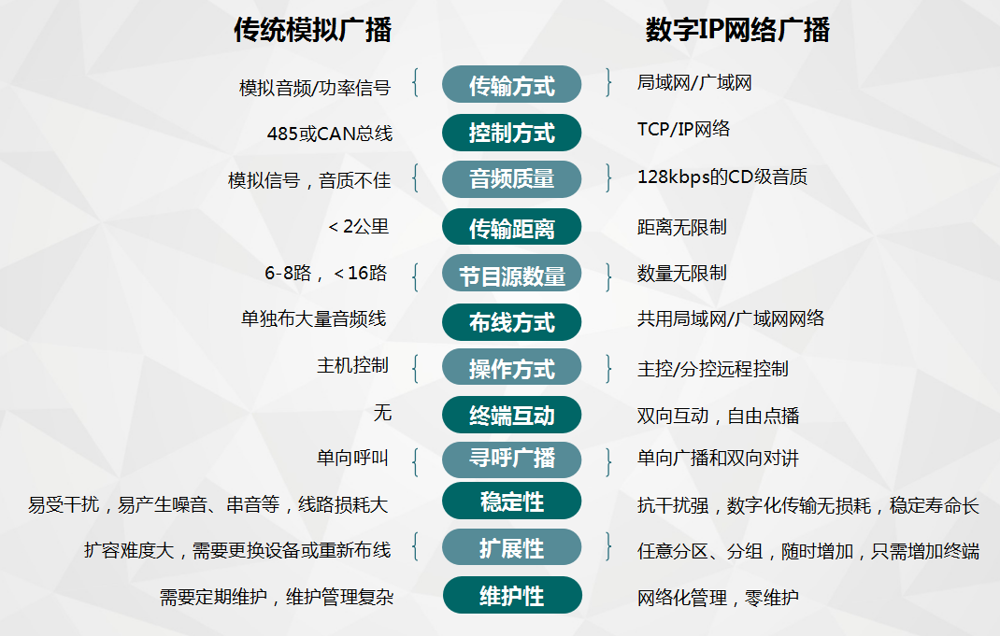 传统模拟广播 数字IP网络广播
模拟音频/功率信号 传输方式 局域网/广域网
485或CAN总线 控制方式 TCP/IP网络
模拟信号，音质不佳 音频质量 128kbps的CD级音质
＜2公里 传输距离 距离无限制
6-8路，＜16路 节目源数量 数量无限制
单独布大量音频线 布线方式 共用局域网/广域网网络
主机控制 操作方式 主控/分控远程控制
无 终端互动 双向互动，自由点播
单向呼叫 寻呼广播 单向广播和双向对讲
易受干扰，易产生噪音、串音等，线路损耗大 稳定性 抗干扰强，数字化传输无损耗，稳定寿命长
扩容难度大，需要更换设备或重新布线 扩展性 任意分区、分组，随时增加，只需增加终端
需要定期维护，维护管理复杂 维护性 网络化管理，零维护